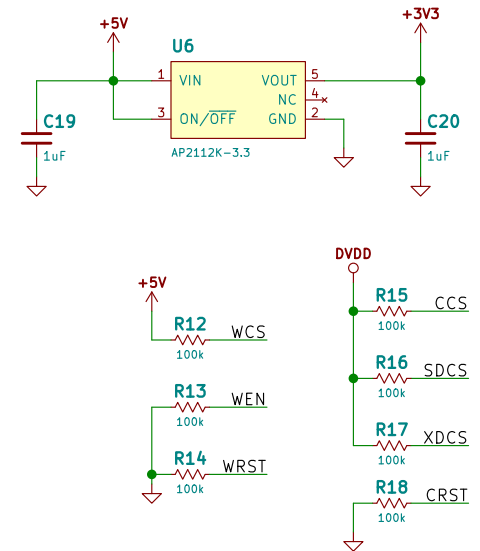 +5V
+3V3
U6
1 VIN VOUT 5
NC 4
3 ON/OFF GND 2
AP2112K-3.3
C19
1uF
C20
1uF
DVDD
+5V
R15 CCS
100k
R12 WCS
100k
R16 SDCS
100k
R13 WEN
100k
R17 XDCS
100k
R14 WRST
100k
R18 CRST
100k